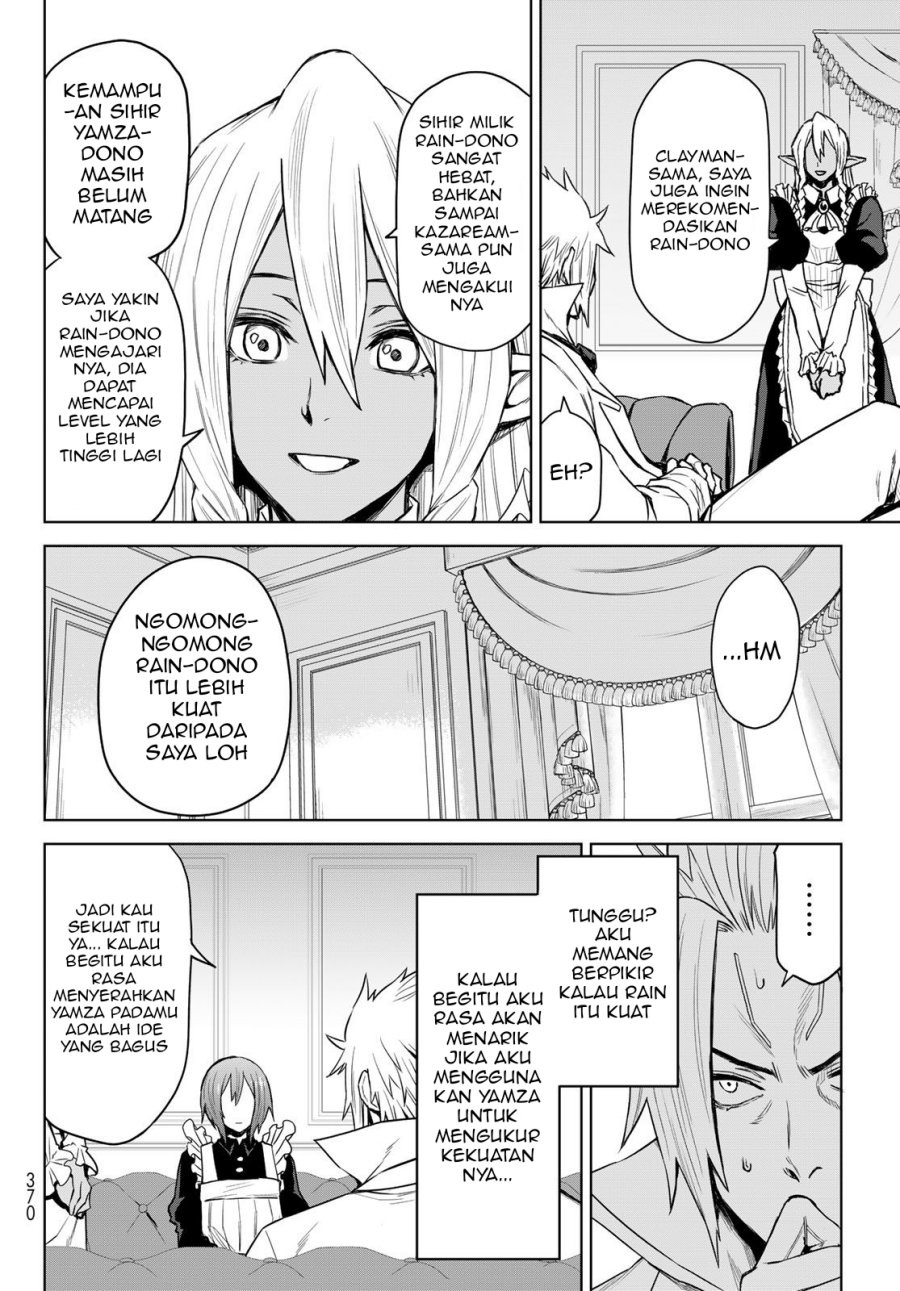 CLAYMAN-
SAMA, SAYA
JUGA INGIN
MEREKOMEN-
DASIKAN
RAIN-DONO
EH?
SIHIR MILIK
RAIN-DONO
SANGAT
HEBAT,
BAHKAN
SAMPAI
KAZAREAM-
SAMA PUN
JUGA
MENGAKUI
NYA
KEMAMPU
-AN SIHIR
YAMZA-
DONO
MASIH
BELUM
MATANG
SAYA YAKIN
JIKA
RAIN-DONO
MENGAJARI
NYA, DIA
DAPAT
MENCAPAI
LEVEL YANG
LEBIH
TINGGI LAGI
...HM
NGOMONG-
NGOMONG
RAIN-DONO
ITU LEBIH
KUAT
DARIPADA
SAYA LOH
........
TUNGGU?
AKU
MEMANG
BERPIKIR
KALAU RAIN
ITU KUAT
KALAU
BEGITU AKU
RASA AKAN
MENARIK
JIKA AKU
MENGGUNA
KAN YAMZA
UNTUK
MENGUKUR
KEKUATAN
NYA...
JADI KAU
SEKUAT ITU
YA... KALAU
BEGITU AKU
RASA
MENYERAHKAN
YAMZA PADAMU
ADALAH IDE
YANG BAGUS
370